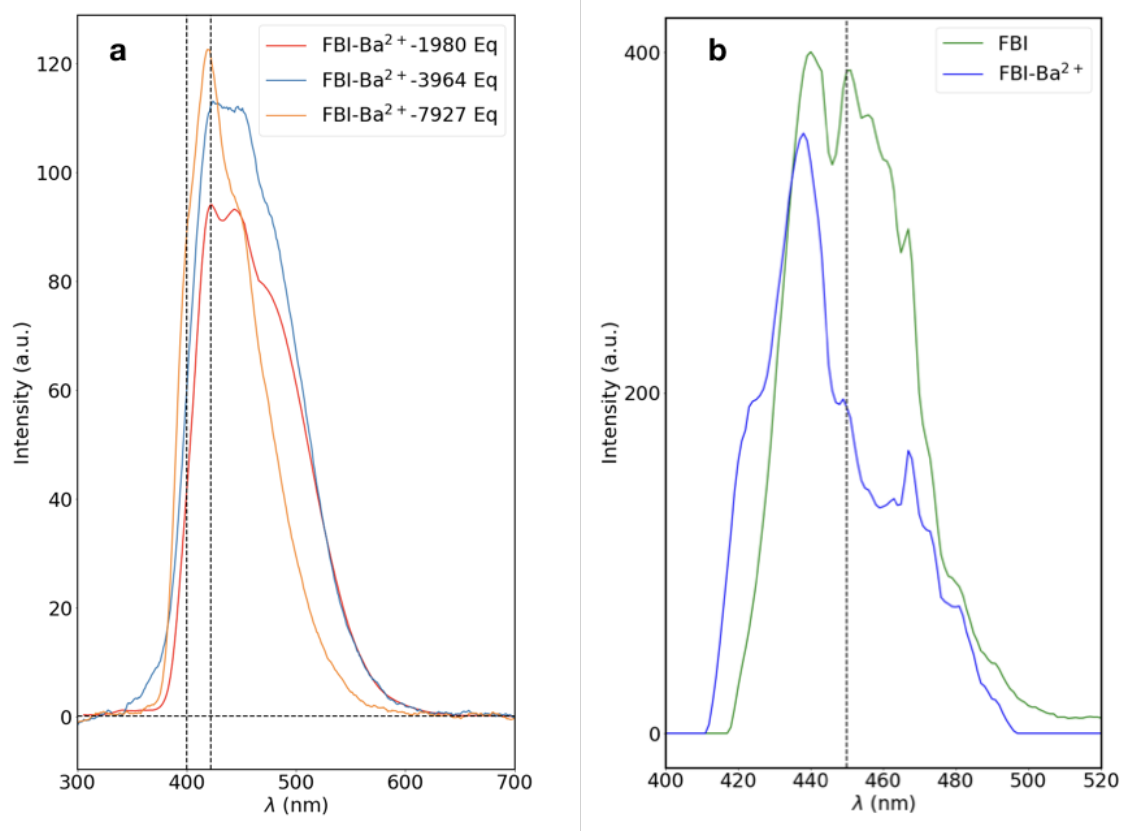 a
FBI-Ba²⁺-1980 Eq
FBI-Ba²⁺-3964 Eq
FBI-Ba²⁺-7927 Eq
120
100
80
60
40
20
0
Intensity (a.u.)
300 400 500 600 700
λ (nm)
b
FBI
FBI-Ba²⁺
400
200
0
Intensity (a.u.)
400 420 440 460 480 500 520
λ (nm)